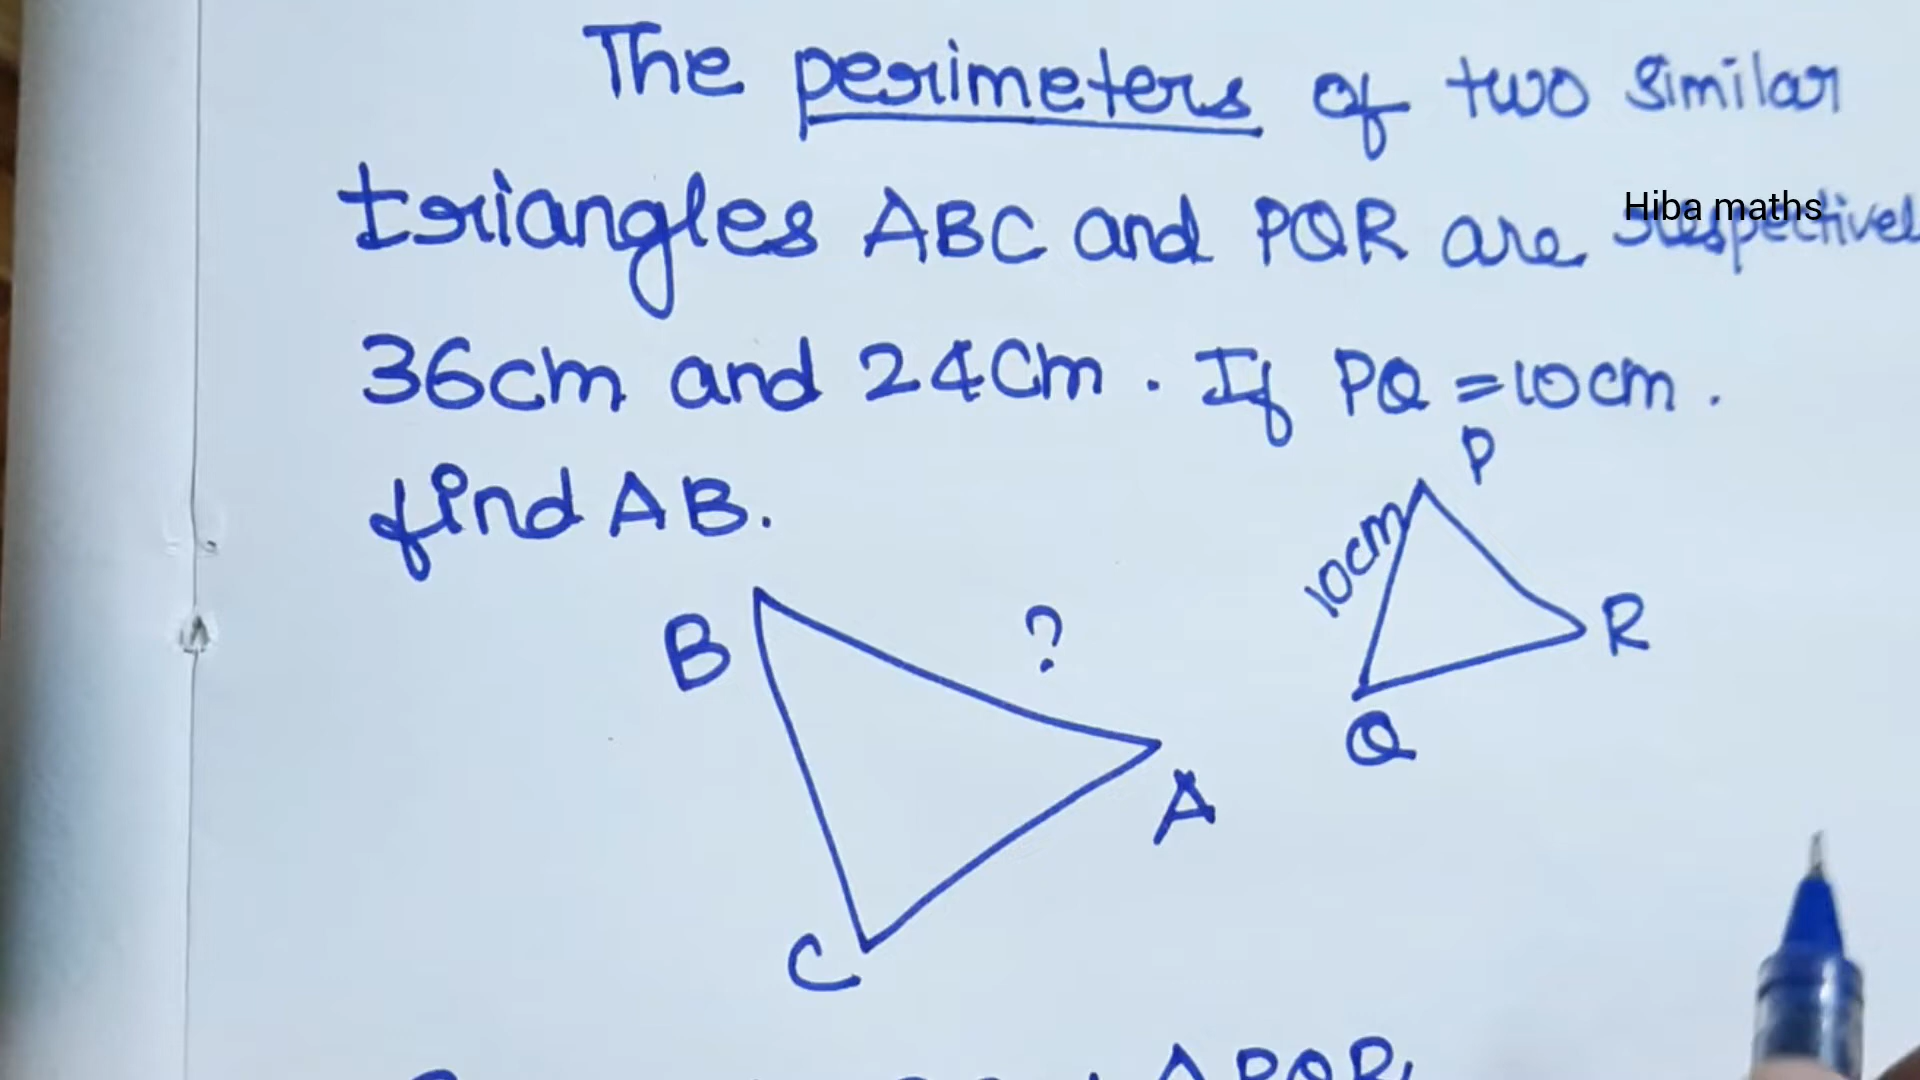 The perimeters of two similar
triangles ABC and PQR are
Hiba maths
36cm and 24cm. If PQ = 10cm.
find AB.
P
10cm
R
Q
B
?
A
C